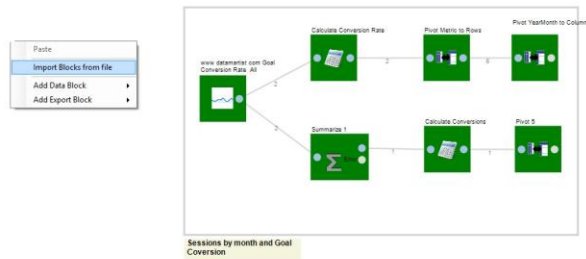 Paste
Import Blocks from file
Add Data Block
Add Export Block
Calculate Conversion Rate
Pivot Metric to Rows
Pivot YearMonth to Column
www datamartist com Goal
Conversion Rate All
2
2
6
2
Summarize 1
Calculate Conversions
Pivot 5
1
1
Sessions by month and Goal
Coversion